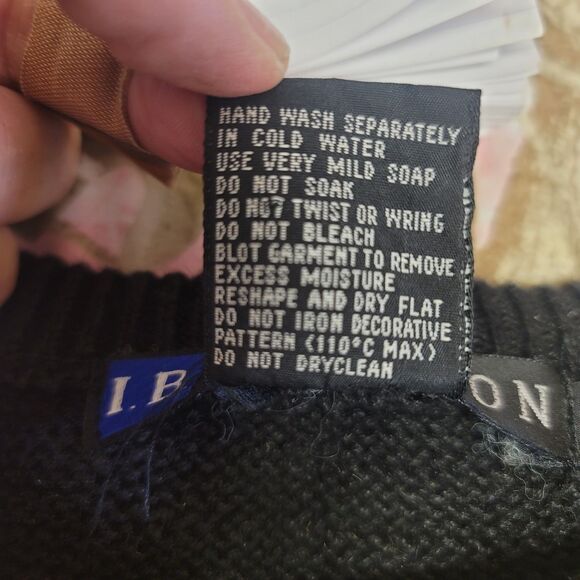 HAND WASH SEPARATELY
IN COLD WATER
USE VERY MILD SOAP
DO NOT SOAK
DO NOT TWIST OR WRING
DO NOT BLEACH
BLOT GARMENT TO REMOVE
EXCESS MOISTURE
RESHAPE AND DRY FLAT
DO NOT IRON DECORATIVE
PATTERN (110°C MAX)
DO NOT DRYCLEAN
I.B ON